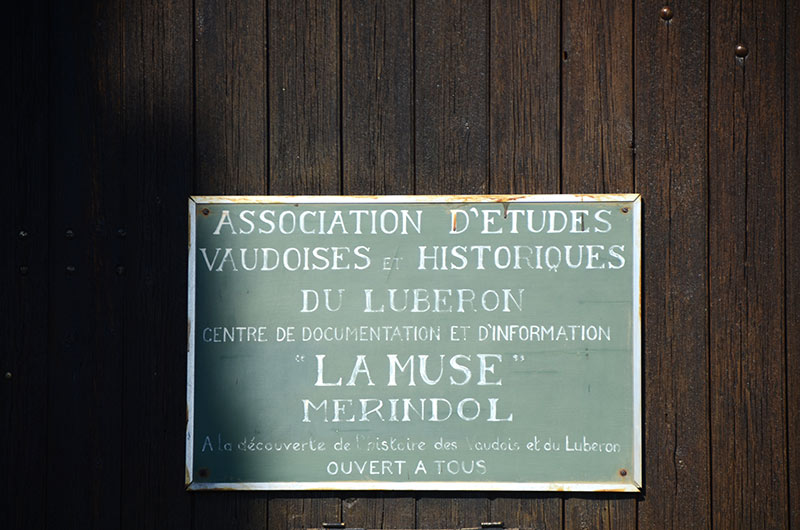 ASSOCIATION D'ETUDES
VAUDOISES ET HISTORIQUES
DU LUBERON
CENTRE DE DOCUMENTATION ET D'INFORMATION
"LA MUSE"
MERINDOL
A la découverte de l'histoire des Vaudois et du Luberon
OUVERT A TOUS